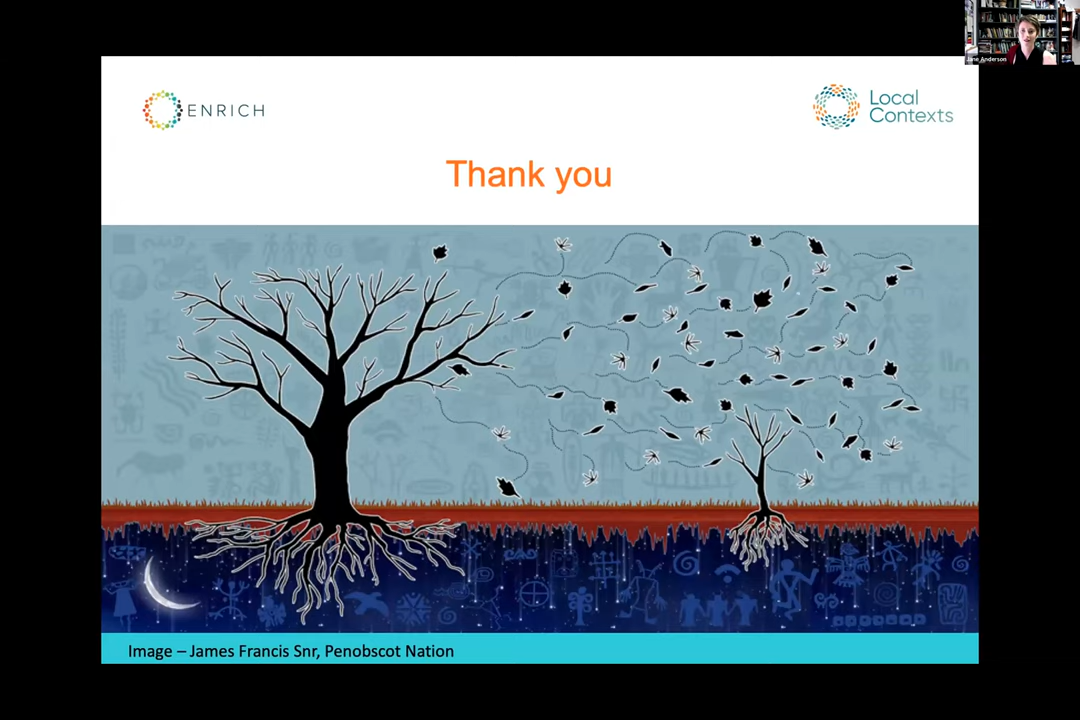 Jane Anderson
ENRICH
Local
Contexts
Thank you
Image – James Francis Snr, Penobscot Nation